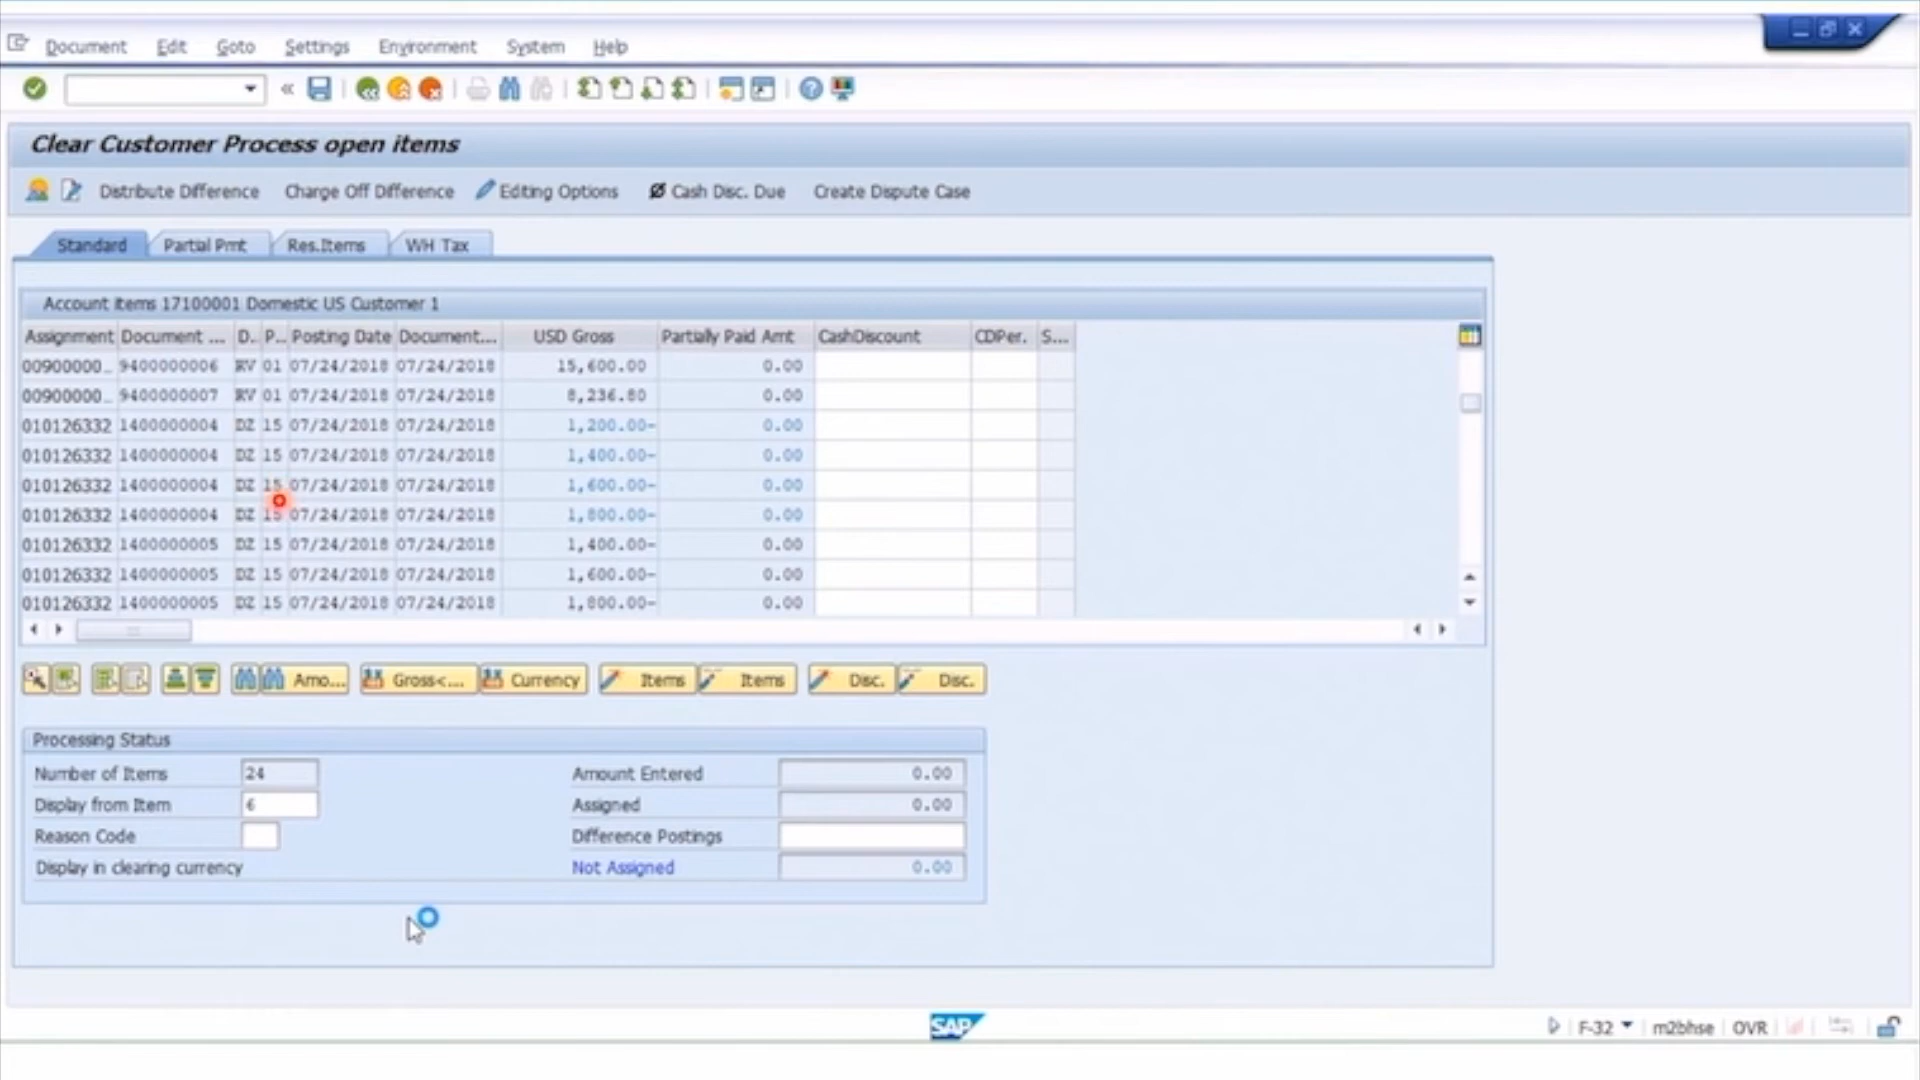 Document Edit Goto Settings Environment System Help
Clear Customer Process open items
Distribute Difference Charge Off Difference Editing Options Cash Disc. Due Create Dispute Case
Standard Partial Pmt Res.Items WH Tax
Account items 17100001 Domestic US Customer 1
Assignment Document ... D. P.. Posting Date Document... USD Gross Partially Paid Amt CashDiscount CDPer. S...
00900000.. 9400000006 RV 01 07/24/2018 07/24/2018 15,600.00 0.00
00900000.. 9400000007 RV 01 07/24/2018 07/24/2018 8,236.80 0.00
010126332 1400000004 DZ 15 07/24/2018 07/24/2018 1,200.00- 0.00
010126332 1400000004 DZ 15 07/24/2018 07/24/2018 1,400.00- 0.00
010126332 1400000004 DZ 15 07/24/2018 07/24/2018 1,600.00- 0.00
010126332 1400000004 DZ 15 07/24/2018 07/24/2018 1,800.00- 0.00
010126332 1400000005 DZ 15 07/24/2018 07/24/2018 1,400.00- 0.00
010126332 1400000005 DZ 15 07/24/2018 07/24/2018 1,600.00- 0.00
010126332 1400000005 DZ 15 07/24/2018 07/24/2018 1,800.00- 0.00
Amo... Gross<... Currency Items Items Disc. Disc.
Processing Status
Number of Items 24 Amount Entered 0.00
Display from Item 6 Assigned 0.00
Reason Code Difference Postings
Display in clearing currency Not Assigned 0.00
SAP F-32 m2bhse OVR